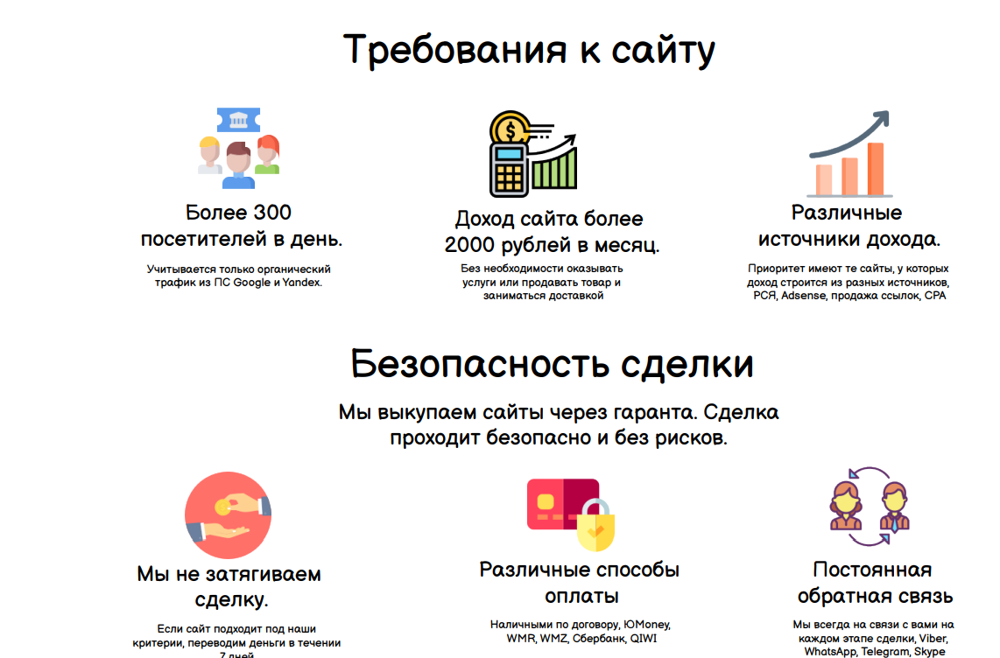 Требования к сайту
Более 300
посетителей в день.
Учитывается только органический
трафик из ПС Google и Yandex.
Доход сайта более
2000 рублей в месяц.
Без необходимости оказывать
услуги или продавать товар и
заниматься доставкой
Различные
источники дохода.
Приоритет имеют те сайты, у которых
доход строится из разных источников,
РСЯ, Adsense, продажа ссылок, CPA
Безопасность сделки
Мы выкупаем сайты через гаранта. Сделка
проходит безопасно и без рисков.
Мы не затягиваем
сделку.
Если сайт подходит под наши
критерии, переводим деньги в течении
7 дней
Различные способы
оплаты
Наличными по договору, ЮMoney,
WMR, WMZ, Сбербанк, QIWI
Постоянная
обратная связь
Мы всегда на связи с вами на
каждом этапе сделки, Viber,
WhatsApp, Telegram, Skype